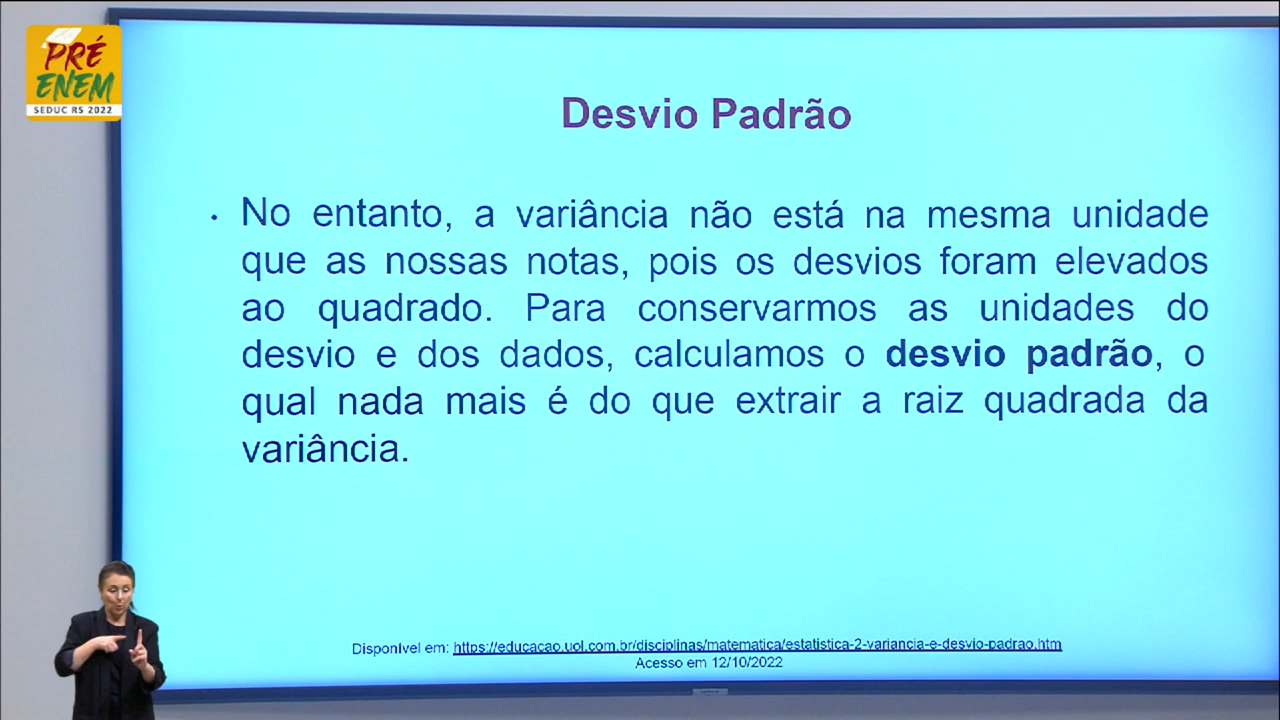 PRÉ
ENEM
SEDUC RS 2022
Desvio Padrão
• No entanto, a variância não está na mesma unidade
que as nossas notas, pois os desvios foram elevados
ao quadrado. Para conservarmos as unidades do
desvio e dos dados, calculamos o desvio padrão, o
qual nada mais é do que extrair a raiz quadrada da
variância.
Disponível em: https://educacao.uol.com.br/disciplinas/matematica/estatistica-2-variancia-e-desvio-padrao.htm
Acesso em 12/10/2022